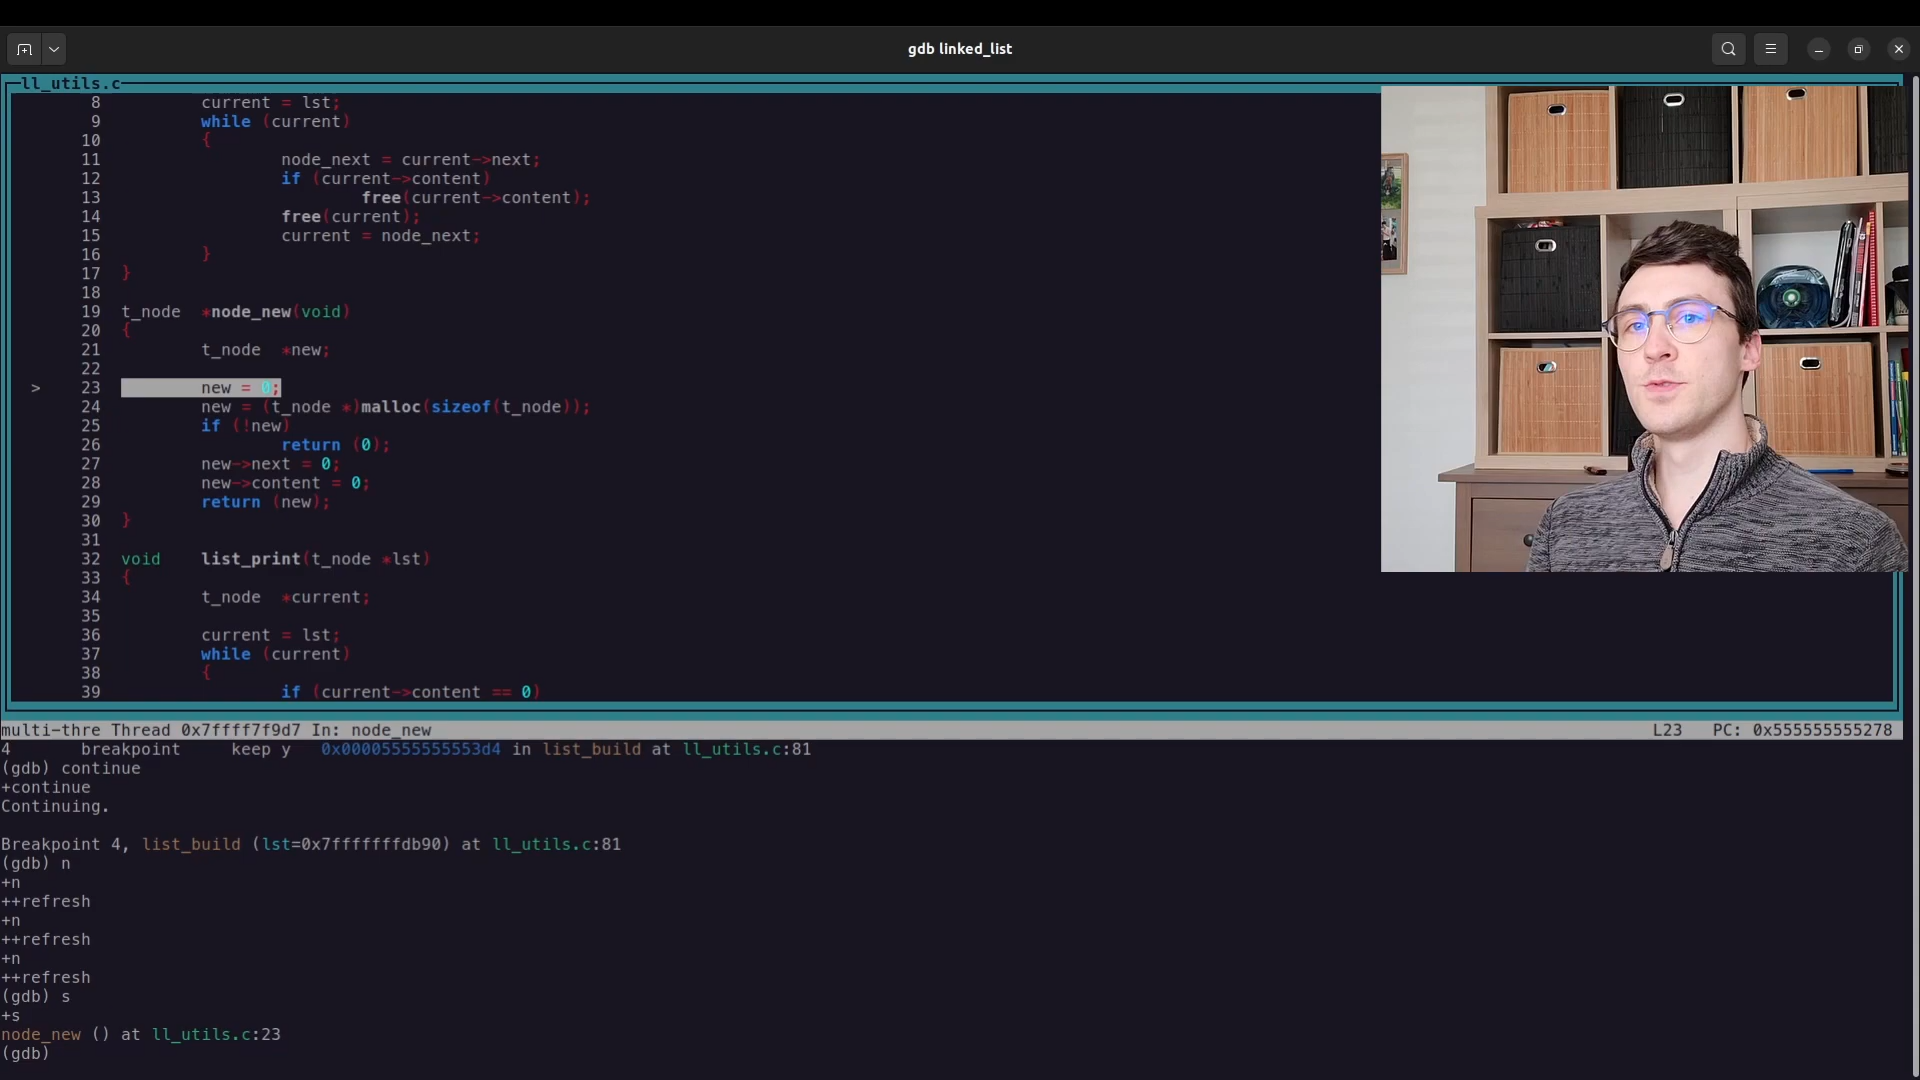 gdb linked_list
ll_utils.c
8 current = lst;
9 while (current)
10 {
11 node_next = current->next;
12 if (current->content)
13 free(current->content);
14 free(current);
15 current = node_next;
16 }
17 }
18
19 t_node *node_new(void)
20 {
21 t_node *new;
22
> 23 new = 0;
24 new = (t_node *)malloc(sizeof(t_node));
25 if (!new)
26 return (0);
27 new->next = 0;
28 new->content = 0;
29 return (new);
30 }
31
32 void list_print(t_node *lst)
33 {
34 t_node *current;
35
36 current = lst;
37 while (current)
38 {
39 if (current->content == 0)
multi-thre Thread 0x7ffff7f9d7 In: node_new L23 PC: 0x555555555278
4 breakpoint keep y 0x00005555555553d4 in list_build at ll_utils.c:81
(gdb) continue
+continue
Continuing.
Breakpoint 4, list_build (lst=0x7fffffffdb90) at ll_utils.c:81
(gdb) n
+n
++refresh
+n
++refresh
+n
++refresh
(gdb) s
+s
node_new () at ll_utils.c:23
(gdb)